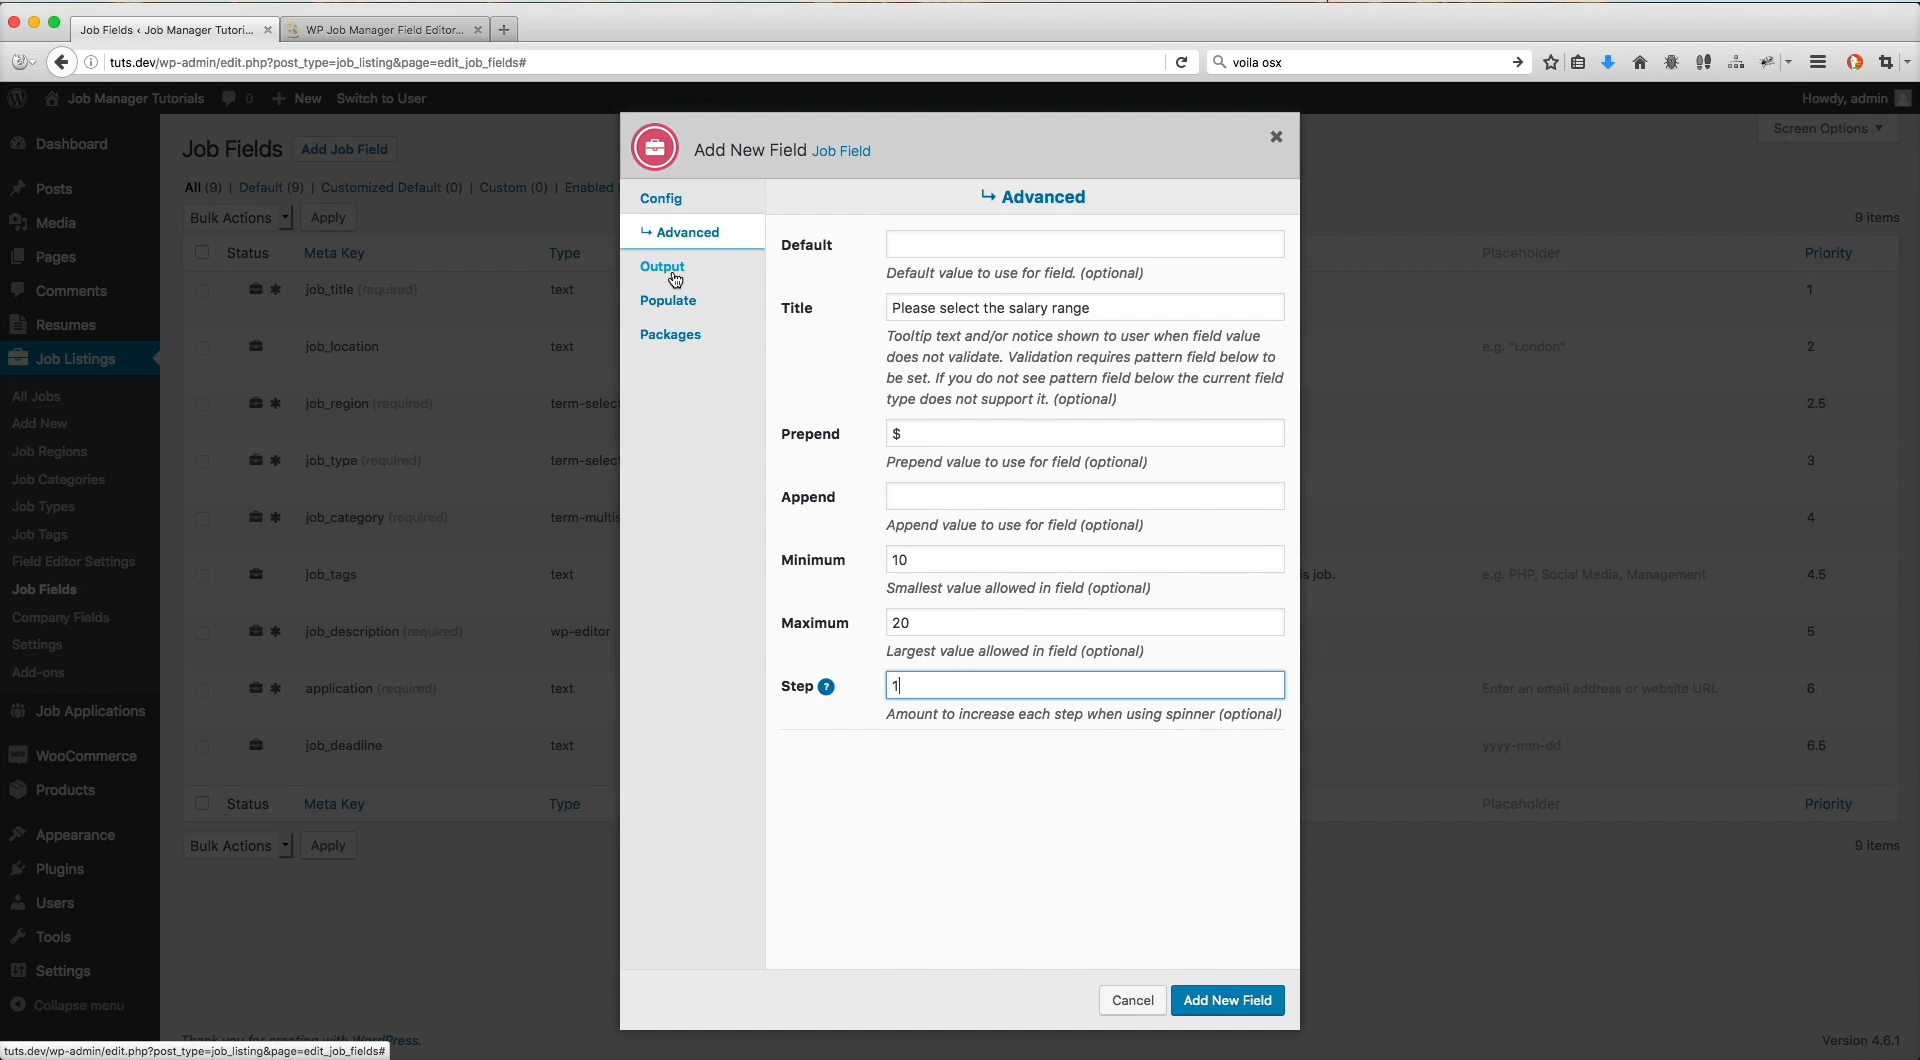 Job Fields ‹ Job Manager Tutori...
WP Job Manager Field Editor...
tuts.dev/wp-admin/edit.php?post_type=job_listing&page=edit_job_fields#
voila osx
Job Manager Tutorials
0
New
Switch to User
Howdy, admin
Dashboard
Posts
Media
Pages
Comments
Resumes
Job Listings
All Jobs
Add New
Job Regions
Job Categories
Job Types
Job Tags
Field Editor Settings
Job Fields
Company Fields
Settings
Add-ons
Job Applications
WooCommerce
Products
Appearance
Plugins
Users
Tools
Settings
Collapse menu
Job Fields
Add Job Field
Screen Options
All (9) | Default (9) | Customized Default (0) | Custom (0) | Enabled
Bulk Actions
Apply
9 items
Status
Meta Key
Type
Placeholder
Priority
job_title (required)
text
1
job_location
text
e.g. "London"
2
job_region (required)
term-select
2.5
job_type (required)
term-select
3
job_category (required)
term-multis
4
job_tags
text
s job.
e.g. PHP, Social Media, Management
4.5
job_description (required)
wp-editor
5
application (required)
text
Enter an email address or website URL
6
job_deadline
text
yyyy-mm-dd
6.5
Status
Meta Key
Type
Placeholder
Priority
Bulk Actions
Apply
9 items
Thank you for creating with WordPress.
Version 4.6.1
Add New Field Job Field
Config
↳ Advanced
Output
Populate
Packages
↳ Advanced
Default
Default value to use for field. (optional)
Title
Please select the salary range
Tooltip text and/or notice shown to user when field value
does not validate. Validation requires pattern field below to
be set. If you do not see pattern field below the current field
type does not support it. (optional)
Prepend
$
Prepend value to use for field (optional)
Append
Append value to use for field (optional)
Minimum
10
Smallest value allowed in field (optional)
Maximum
20
Largest value allowed in field (optional)
Step ?
1
Amount to increase each step when using spinner (optional)
Cancel
Add New Field
tuts.dev/wp-admin/edit.php?post_type=job_listing&page=edit_job_fields#